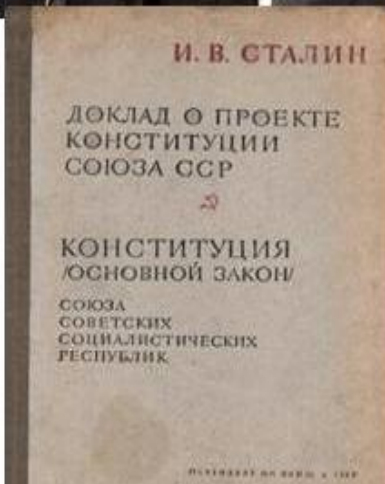 И. В. СТАЛИН
ДОКЛАД О ПРОЕКТЕ
КОНСТИТУЦИИ
СОЮЗА ССР
КОНСТИТУЦИЯ
/ОСНОВНОЙ ЗАКОН/
СОЮЗА
СОВЕТСКИХ
СОЦИАЛИСТИЧЕСКИХ
РЕСПУБЛИК